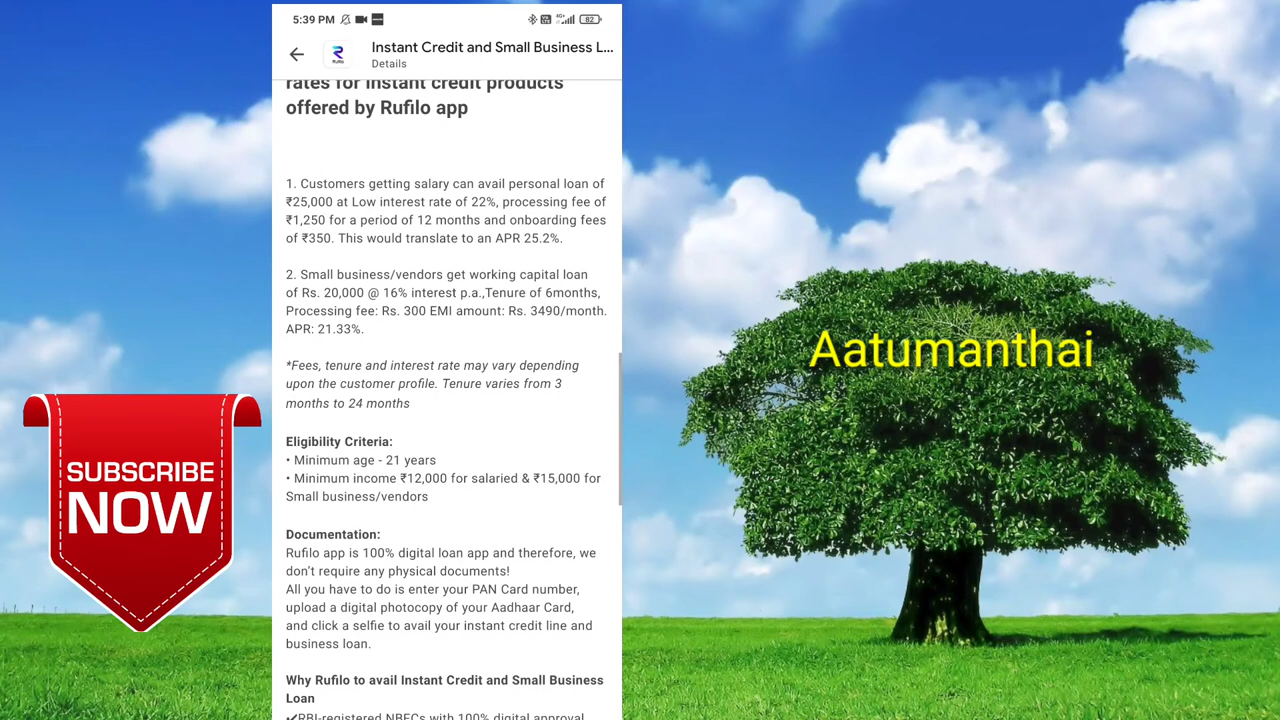 5:39 PM
82
Rufilo
Instant Credit and Small Business L...
Details
rates for instant credit products
offered by Rufilo app
1. Customers getting salary can avail personal loan of
₹25,000 at Low interest rate of 22%, processing fee of
₹1,250 for a period of 12 months and onboarding fees
of ₹350. This would translate to an APR 25.2%.
2. Small business/vendors get working capital loan
of Rs. 20,000 @ 16% interest p.a.,Tenure of 6months,
Processing fee: Rs. 300 EMI amount: Rs. 3490/month.
APR: 21.33%.
*Fees, tenure and interest rate may vary depending
upon the customer profile. Tenure varies from 3
months to 24 months
Eligibility Criteria:
• Minimum age - 21 years
• Minimum income ₹12,000 for salaried & ₹15,000 for
Small business/vendors
Documentation:
Rufilo app is 100% digital loan app and therefore, we
don't require any physical documents!
All you have to do is enter your PAN Card number,
upload a digital photocopy of your Aadhaar Card,
and click a selfie to avail your instant credit line and
business loan.
Why Rufilo to avail Instant Credit and Small Business
Loan
✔RBI-registered NBFCs with 100% digital approval
SUBSCRIBE
NOW
Aatumanthai